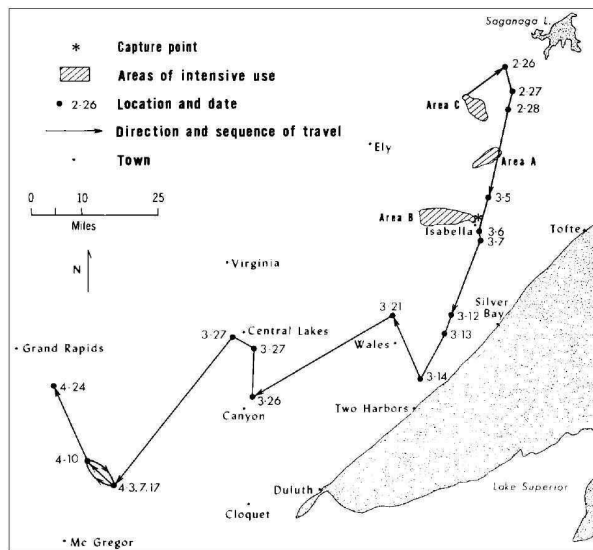 Saganaga L.
* Capture point
Areas of intensive use
2-26 Location and date
Direction and sequence of travel
Town
0 10 25
Miles
N
2-26
2-27
2-28
Area C
Ely
Area A
3-5
Area B
Isabella
3-6
3-7
Tofte
Virginia
3-21
3-12
Silver
Bay
3-13
3-27
Central Lakes
Wales
Grand Rapids
3-27
4-24
3-14
3-26
Canyon
Two Harbors
4-10
4-3,7,17
Duluth
Lake Superior
Cloquet
Mc Gregor